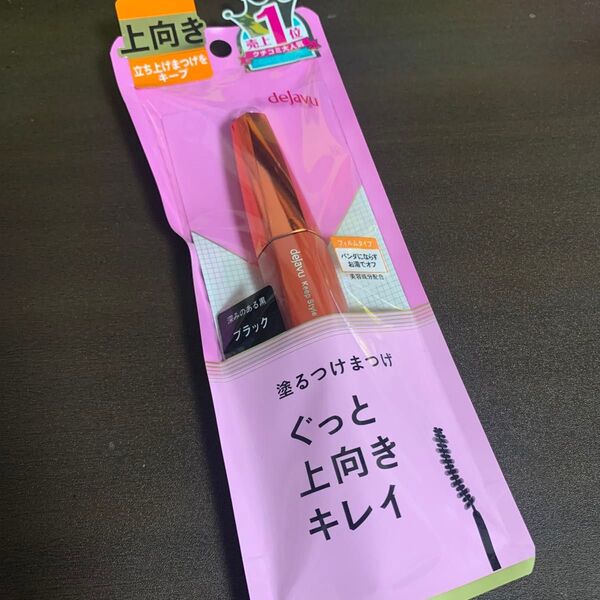 上向き
立ち上げまつげを
キープ
売上1位
クチコミ大人気
dejavu
dejavu Keep Style
フィルムタイプ
パンダにならず
お湯でオフ
美容成分配合
深みのある黒
ブラック
塗るつけまつげ
ぐっと
上向き
キレイ